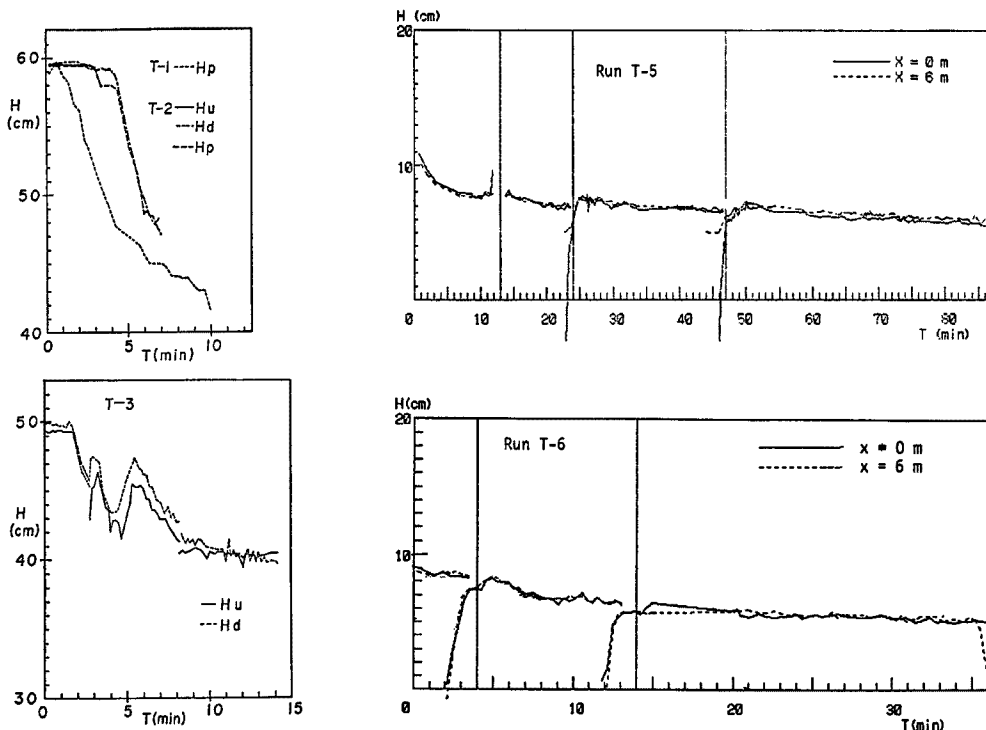 60
H
(cm)
50
40
0
5
10
T(min)
T-1 Hp
T-2 Hu
Hd
Hp
H (cm)
20
10
0
10
20
30
40
50
60
70
80
T (min)
Run T-5
X = 0 m
X = 6 m
50
H
(cm)
40
30
0
5
10
15
T(min)
T-3
Hu
Hd
H(cm)
20
10
0
10
20
30
T(min)
Run T-6
x = 0 m
x = 6 m